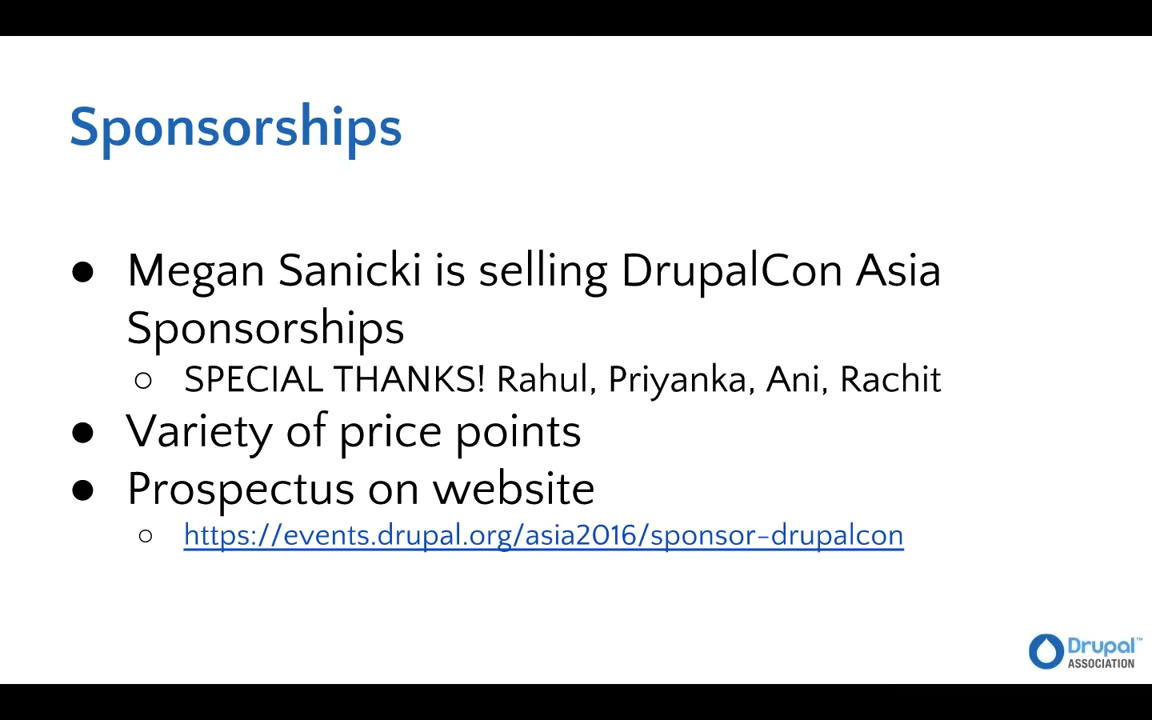 Sponsorships
● Megan Sanicki is selling DrupalCon Asia
Sponsorships
○ SPECIAL THANKS! Rahul, Priyanka, Ani, Rachit
● Variety of price points
● Prospectus on website
○ https://events.drupal.org/asia2016/sponsor-drupalcon
Drupal™
ASSOCIATION